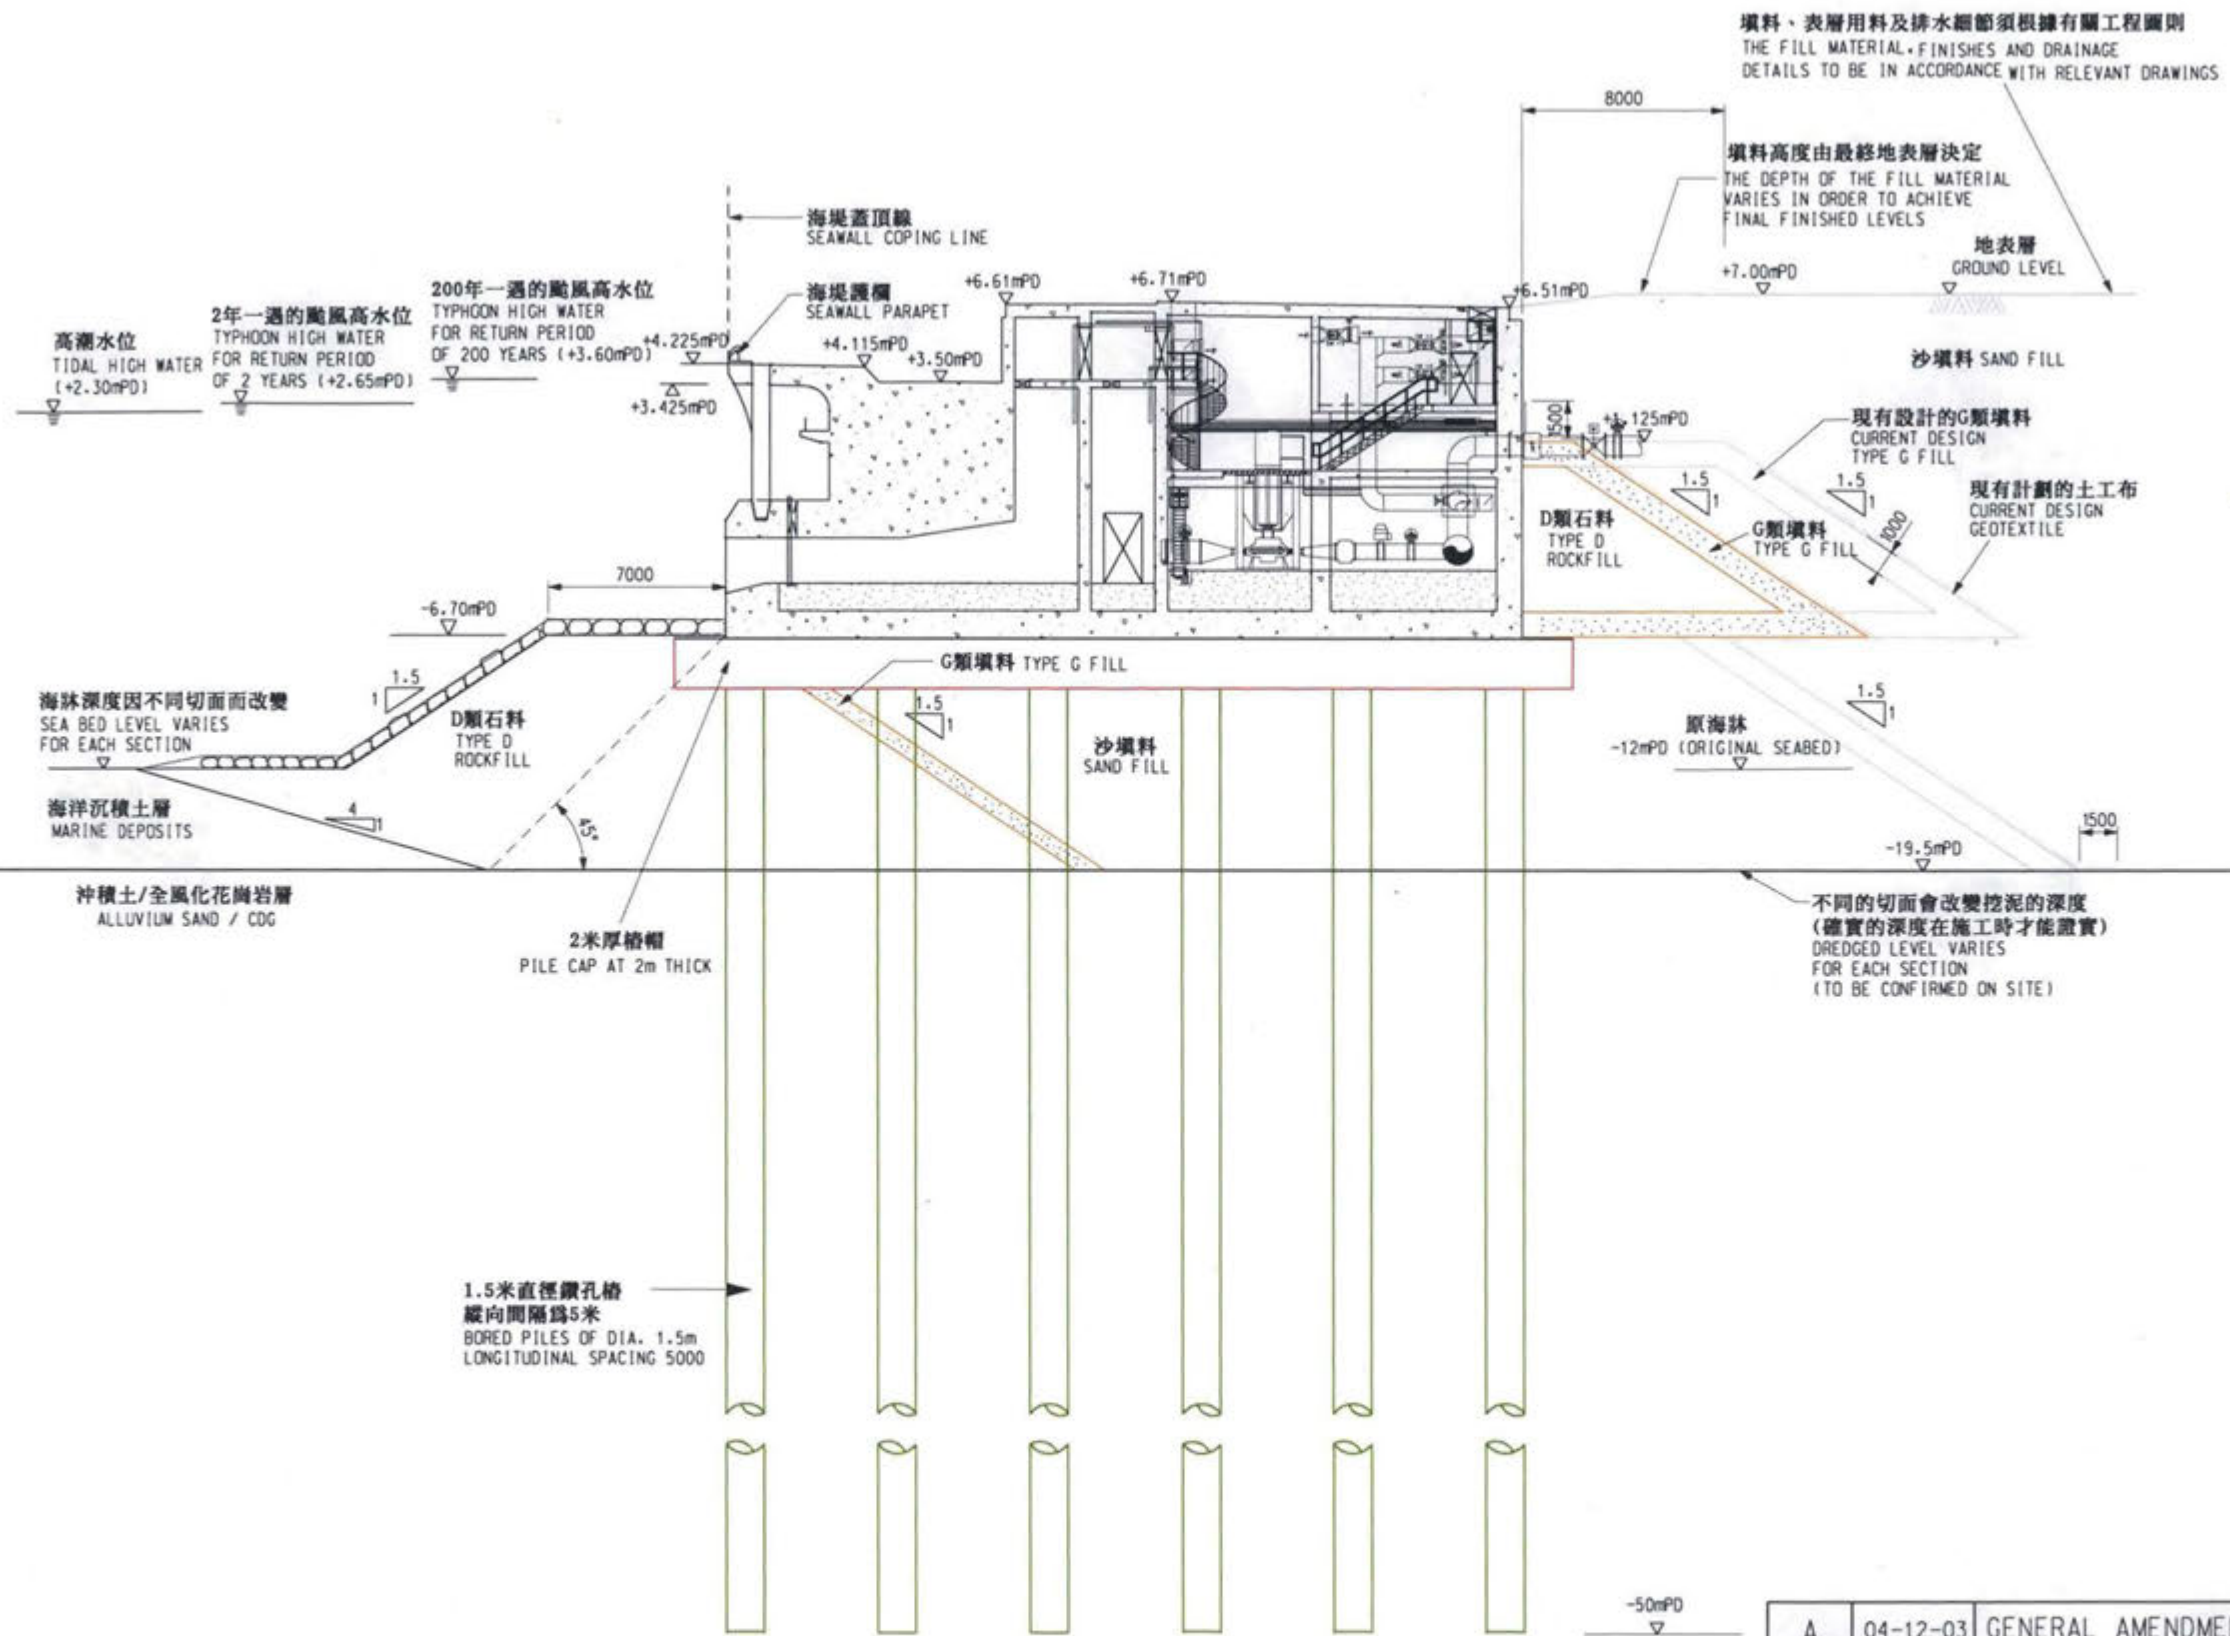 填料、表層用料及排水細節須根據有關工程圖則
THE FILL MATERIAL, FINISHES AND DRAINAGE
DETAILS TO BE IN ACCORDANCE WITH RELEVANT DRAWINGS
8000
填料高度由最終地表層決定
THE DEPTH OF THE FILL MATERIAL
VARIES IN ORDER TO ACHIEVE
FINAL FINISHED LEVELS
海堤蓋頂線
SEAWALL COPING LINE
地表層
GROUND LEVEL
+7.00mPD
+6.61mPD
+6.71mPD
+6.51mPD
海堤護欄
SEAWALL PARAPET
200年一遇的颱風高水位
TYPHOON HIGH WATER
FOR RETURN PERIOD
OF 200 YEARS (+3.60mPD)
2年一遇的颱風高水位
TYPHOON HIGH WATER
FOR RETURN PERIOD
OF 2 YEARS (+2.65mPD)
高潮水位
TIDAL HIGH WATER
(+2.30mPD)
+4.225mPD
+4.115mPD
+3.50mPD
+3.425mPD
沙填料 SAND FILL
1500
+1.125mPD
現有設計的G類填料
CURRENT DESIGN
TYPE G FILL
1.5
1
1.5
1
現有計劃的土工布
CURRENT DESIGN
GEOTEXTILE
D類石料
TYPE D
ROCKFILL
G類填料
TYPE G FILL
1000
7000
-6.70mPD
G類填料 TYPE G FILL
1.5
1
海牀深度因不同切面而改變
SEA BED LEVEL VARIES
FOR EACH SECTION
D類石料
TYPE D
ROCKFILL
1.5
1
沙填料
SAND FILL
1.5
1
原海牀
-12mPD (ORIGINAL SEABED)
海洋沉積土層
MARINE DEPOSITS
4
1
45°
1500
-19.5mPD
沖積土/全風化花崗岩層
ALLUVIUM SAND / CDG
2米厚樁帽
PILE CAP AT 2m THICK
不同的切面會改變挖泥的深度
(確實的深度在施工時才能證實)
DREDGED LEVEL VARIES
FOR EACH SECTION
(TO BE CONFIRMED ON SITE)
1.5米直徑鑽孔樁
縱向間隔爲5米
BORED PILES OF DIA. 1.5m
LONGITUDINAL SPACING 5000
-50mPD
A 04-12-03 GENERAL AMENDME